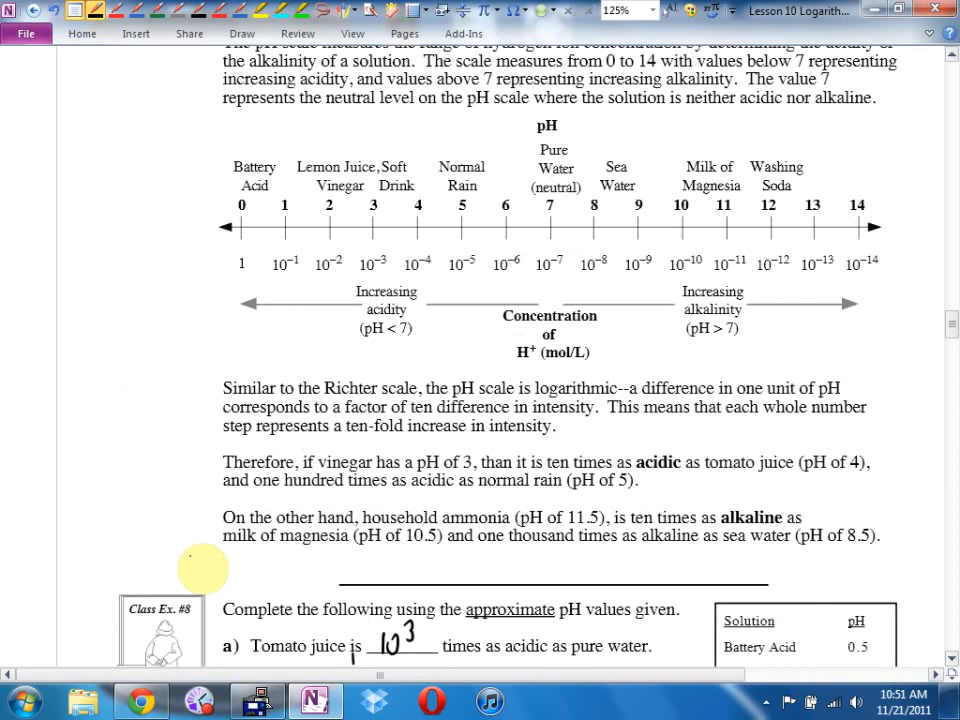 125%
Lesson 10 Logarith...
File Home Insert Share Draw Review View Pages Add-Ins
the alkalinity of a solution. The scale measures from 0 to 14 with values below 7 representing
increasing acidity, and values above 7 representing increasing alkalinity. The value 7
represents the neutral level on the pH scale where the solution is neither acidic nor alkaline.
pH
Battery Acid
Lemon Juice, Vinegar
Soft Drink
Normal Rain
Pure Water (neutral)
Sea Water
Milk of Magnesia
Washing Soda
0 1 2 3 4 5 6 7 8 9 10 11 12 13 14
1 10⁻¹ 10⁻² 10⁻³ 10⁻⁴ 10⁻⁵ 10⁻⁶ 10⁻⁷ 10⁻⁸ 10⁻⁹ 10⁻¹⁰ 10⁻¹¹ 10⁻¹² 10⁻¹³ 10⁻¹⁴
Increasing
acidity
(pH < 7)
Concentration
of
H⁺ (mol/L)
Increasing
alkalinity
(pH > 7)
Similar to the Richter scale, the pH scale is logarithmic--a difference in one unit of pH
corresponds to a factor of ten difference in intensity. This means that each whole number
step represents a ten-fold increase in intensity.
Therefore, if vinegar has a pH of 3, than it is ten times as acidic as tomato juice (pH of 4),
and one hundred times as acidic as normal rain (pH of 5).
On the other hand, household ammonia (pH of 11.5), is ten times as alkaline as
milk of magnesia (pH of 10.5) and one thousand times as alkaline as sea water (pH of 8.5).
Class Ex. #8
Complete the following using the approximate pH values given.
a) Tomato juice is 10³ times as acidic as pure water.
Solution pH
Battery Acid 0.5
10:51 AM
11/21/2011